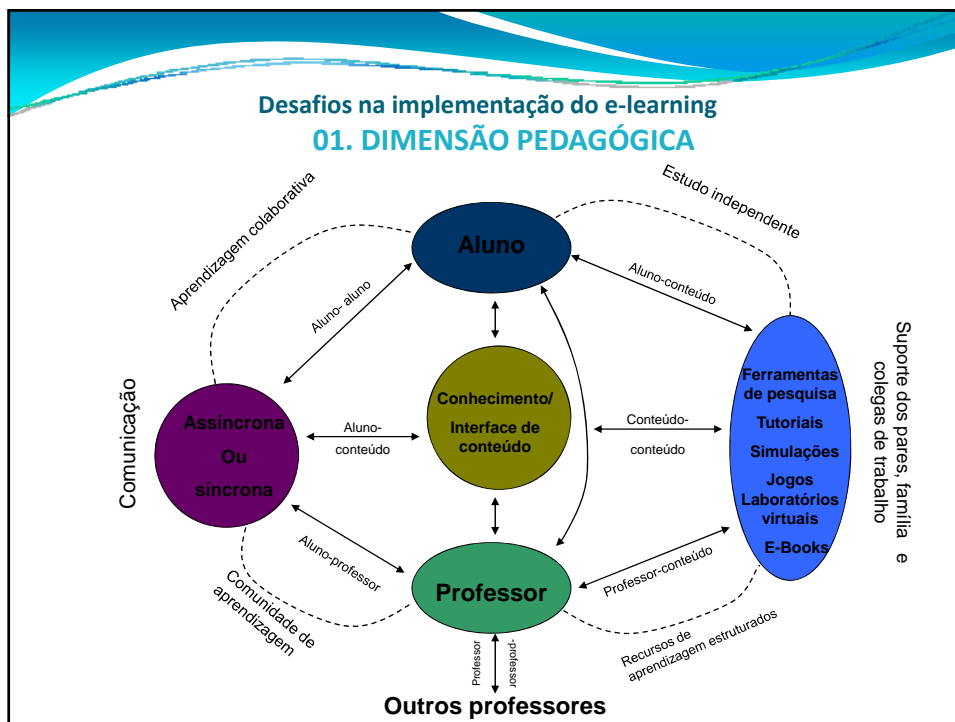 Desafios na implementação do e-learning
01. DIMENSÃO PEDAGÓGICA
Aprendizagem colaborativa
Estudo independente
Aluno
Aluno- aluno
Aluno-conteúdo
Comunicação
Assíncrona
Ou
síncrona
Aluno-
conteúdo
Conhecimento/
Interface de
conteúdo
Conteúdo-
conteúdo
Ferramentas
de pesquisa
Tutoriais
Simulações
Jogos
Laboratórios
virtuais
E-Books
Suporte dos pares, família e
colegas de trabalho
Aluno-professor
Professor-conteúdo
Comunidade de
aprendizagem
Professor
Recursos de
aprendizagem estruturados
Professor
-professor
Outros professores